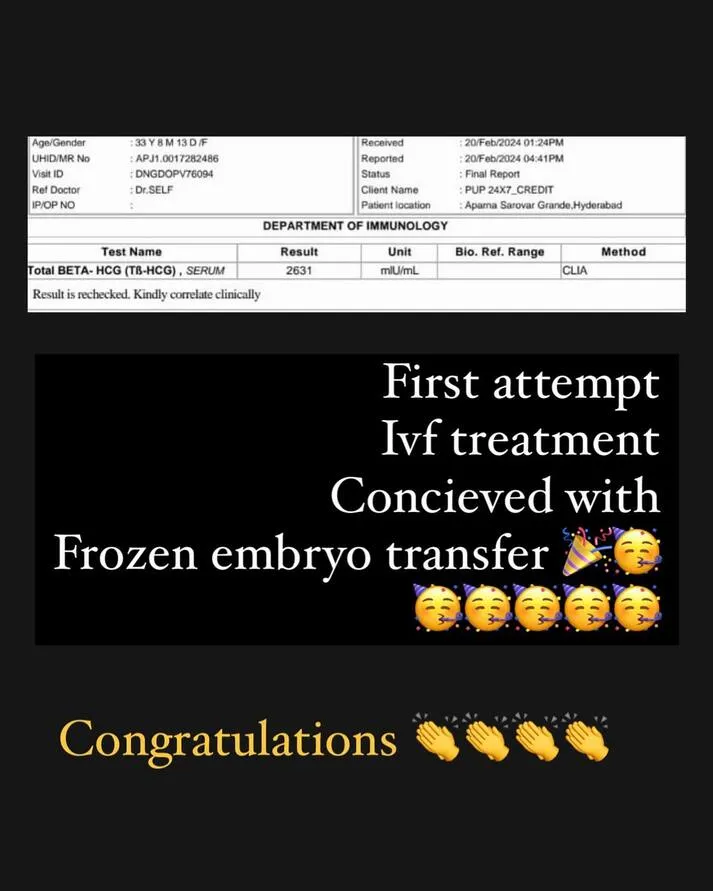 Age/Gender : 33 Y 8 M 13 D /F Received : 20/Feb/2024 01:24PM
UHID/MR No : APJ1.0017282486 Reported : 20/Feb/2024 04:41PM
Visit ID : DNGDOPV76094 Status : Final Report
Ref Doctor : Dr.SELF Client Name : PUP 24X7_CREDIT
IP/OP NO : Patient location : Aparna Sarovar Grande,Hyderabad
DEPARTMENT OF IMMUNOLOGY
Test Name Result Unit Bio. Ref. Range Method
Total BETA- HCG (Tß-HCG) , SERUM 2631 mIU/mL CLIA
Result is rechecked. Kindly correlate clinically
First attempt
Ivf treatment
Concieved with
Frozen embryo transfer 🎉🥳
🥳🥳🥳🥳🥳
Congratulations 👏👏👏👏